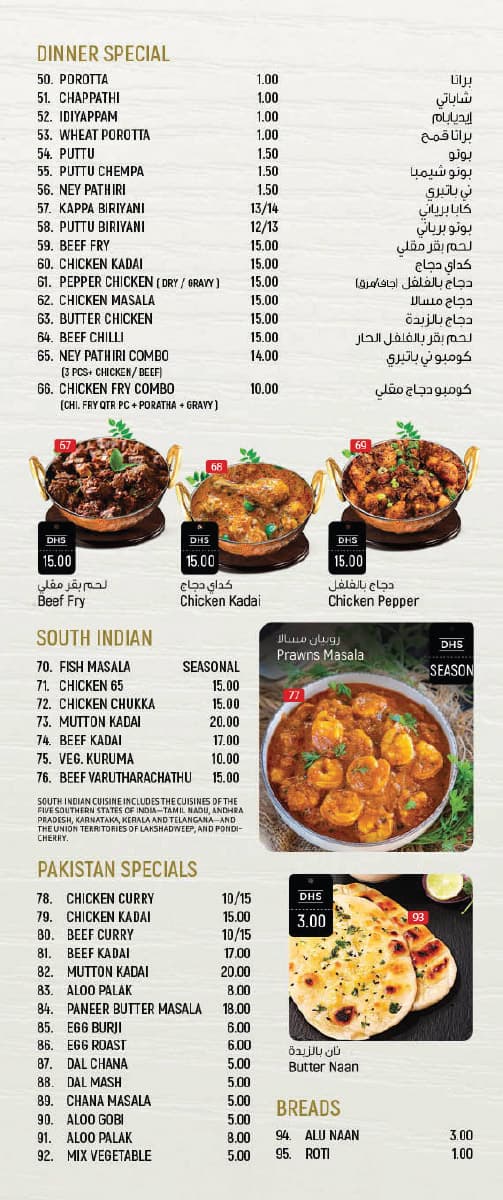 DINNER SPECIAL
50. POROTTA 1.00 براتا
51. CHAPPATHI 1.00 شاباتي
52. IDIYAPPAM 1.00 إيديابام
53. WHEAT POROTTA 1.00 براتا قمح
54. PUTTU 1.50 بوتو
55. PUTTU CHEMPA 1.50 بوتو شيمبا
56. NEY PATHIRI 1.50 ني باتيري
57. KAPPA BIRIYANI 13/14 كابا برياني
58. PUTTU BIRIYANI 12/13 بوتو برياني
59. BEEF FRY 15.00 لحم بقر مقلي
60. CHICKEN KADAI 15.00 كداي دجاج
61. PEPPER CHICKEN ( DRY / GRAVY ) 15.00 دجاج بالفلفل (جاف/مرق)
62. CHICKEN MASALA 15.00 دجاج مسالا
63. BUTTER CHICKEN 15.00 دجاج بالزبدة
64. BEEF CHILLI 15.00 لحم بقر بالفلفل الحار
65. NEY PATHIRI COMBO 14.00 كومبو ني باتيري
(3 PCS+ CHICKEN/ BEEF)
66. CHICKEN FRY COMBO 10.00 كومبو دجاج مقلي
(CHI. FRY QTR PC + PORATHA + GRAVY )
67
68
69
DHS
15.00
DHS
15.00
DHS
15.00
لحم بقر مقلي
Beef Fry
كداي دجاج
Chicken Kadai
دجاج بالفلفل
Chicken Pepper
SOUTH INDIAN
70. FISH MASALA SEASONAL
71. CHICKEN 65 15.00
72. CHICKEN CHUKKA 15.00
73. MUTTON KADAI 20.00
74. BEEF KADAI 17.00
75. VEG. KURUMA 10.00
76. BEEF VARUTHARACHATHU 15.00
SOUTH INDIAN CUISINE INCLUDES THE CUISINES OF THE
FIVE SOUTHERN STATES OF INDIA—TAMIL NADU, ANDHRA
PRADESH, KARNATAKA, KERALA AND TELANGANA—AND
THE UNION TERRITORIES OF LAKSHADWEEP, AND PONDI-
CHERRY.
روبيان مسالا
Prawns Masala
DHS
SEASON
77
PAKISTAN SPECIALS
78. CHICKEN CURRY 10/15
79. CHICKEN KADAI 15.00
80. BEEF CURRY 10/15
81. BEEF KADAI 17.00
82. MUTTON KADAI 20.00
83. ALOO PALAK 8.00
84. PANEER BUTTER MASALA 18.00
85. EGG BURJI 6.00
86. EGG ROAST 6.00
87. DAL CHANA 5.00
88. DAL MASH 5.00
89. CHANA MASALA 5.00
90. ALOO GOBI 5.00
91. ALOO PALAK 8.00
92. MIX VEGETABLE 5.00
DHS
3.00
93
نان بالزبدة
Butter Naan
BREADS
94. ALU NAAN 3.00
95. ROTI 1.00